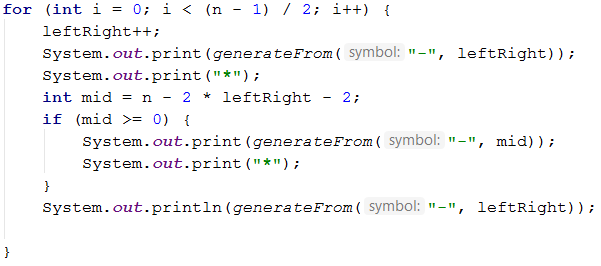 for (int i = 0; i < (n - 1) / 2; i++) {
    leftRight++;
    System.out.print(generateFrom( symbol: "-", leftRight));
    System.out.print("*");
    int mid = n - 2 * leftRight - 2;
    if (mid >= 0) {
        System.out.print(generateFrom( symbol: "-", mid));
        System.out.print("*");
    }
    System.out.println(generateFrom( symbol: "-", leftRight));
}